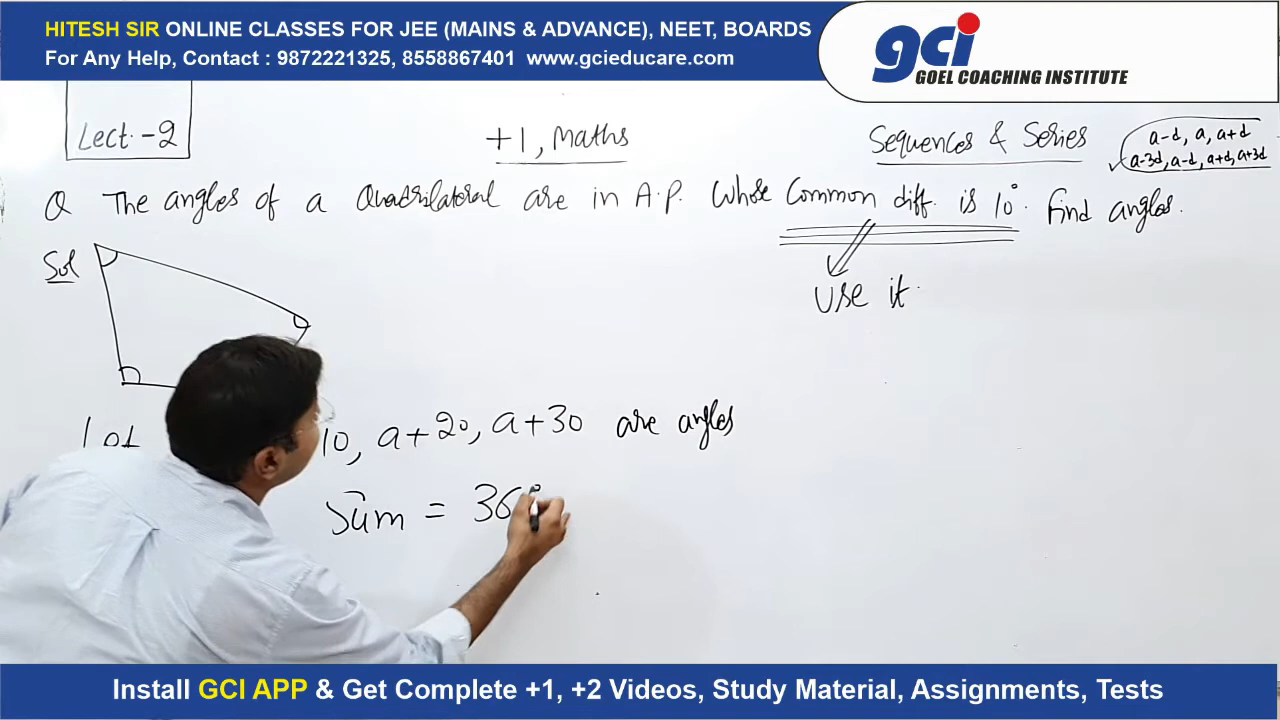 HITESH SIR ONLINE CLASSES FOR JEE (MAINS & ADVANCE), NEET, BOARDS
For Any Help, Contact : 9872221325, 8558867401 www.gcieducare.com
gci
GOEL COACHING INSTITUTE
Lect. -2
+1, Maths
Sequences & Series
a-d, a, a+d
a-3d, a-d, a+d, a+3d
Q The angles of a Quadrilateral are in A.P. whose Common diff. is 10°. Find angles.
Sol
Use it.
Let 10, a+20, a+30 are angles
Sum = 36
Install GCI APP & Get Complete +1, +2 Videos, Study Material, Assignments, Tests